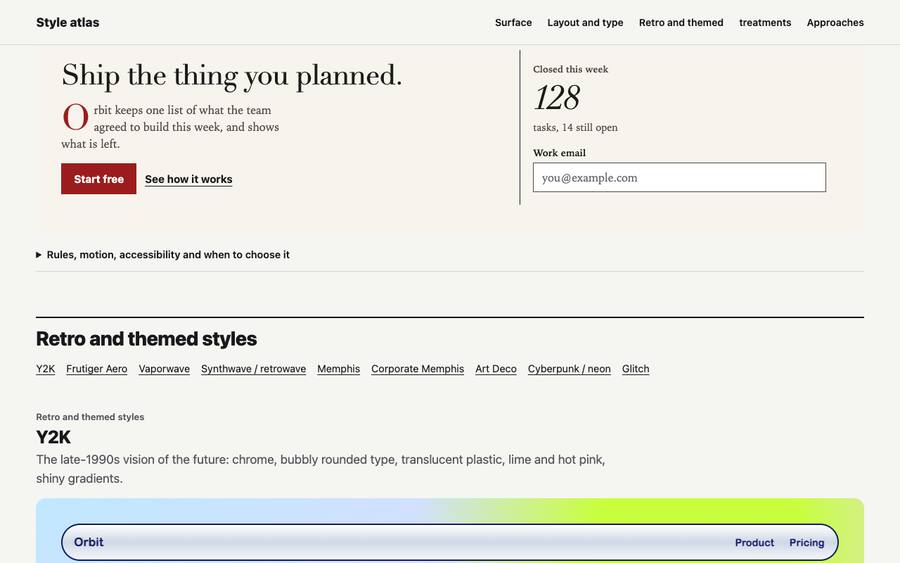 Style atlas
Surface Layout and type Retro and themed treatments Approaches
Ship the thing you planned.
Orbit keeps one list of what the team
agreed to build this week, and shows
what is left.
Start free See how it works
Closed this week
128
tasks, 14 still open
Work email
you@example.com
Rules, motion, accessibility and when to choose it
Retro and themed styles
Y2K Frutiger Aero Vaporwave Synthwave / retrowave Memphis Corporate Memphis Art Deco Cyberpunk / neon Glitch
Retro and themed styles
Y2K
The late-1990s vision of the future: chrome, bubbly rounded type, translucent plastic, lime and hot pink,
shiny gradients.
Orbit Product Pricing